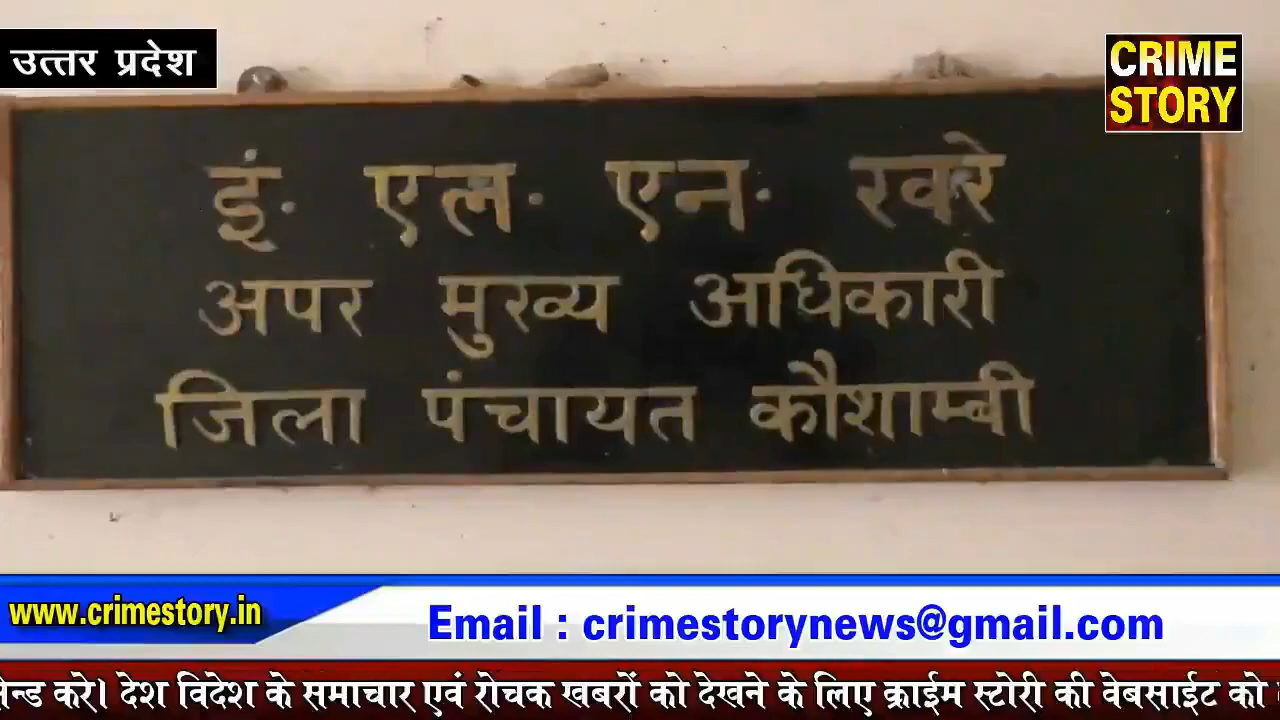 उत्तर प्रदेश
CRIME
STORY
इं. एल. एन. खरे
अपर मुख्य अधिकारी
जिला पंचायत कौशाम्बी
www.crimestory.in
Email : crimestorynews@gmail.com
करे। देश विदेश के समाचार एवं रोचक खबरों को देखने के लिए क्राईम स्टोरी की वेबसाईट को